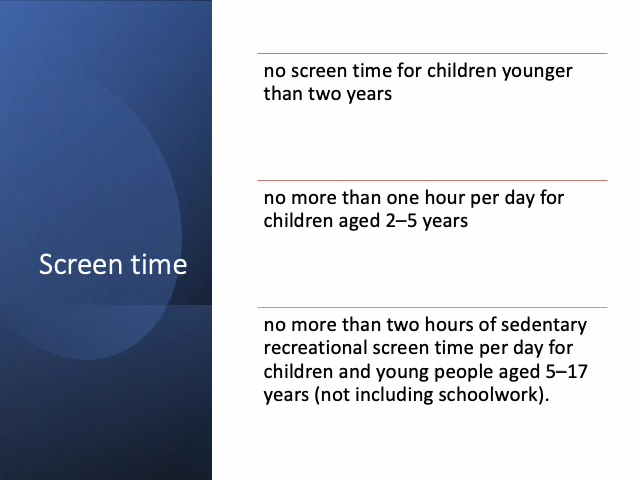 Screen time
no screen time for children younger
than two years
no more than one hour per day for
children aged 2–5 years
no more than two hours of sedentary
recreational screen time per day for
children and young people aged 5–17
years (not including schoolwork).